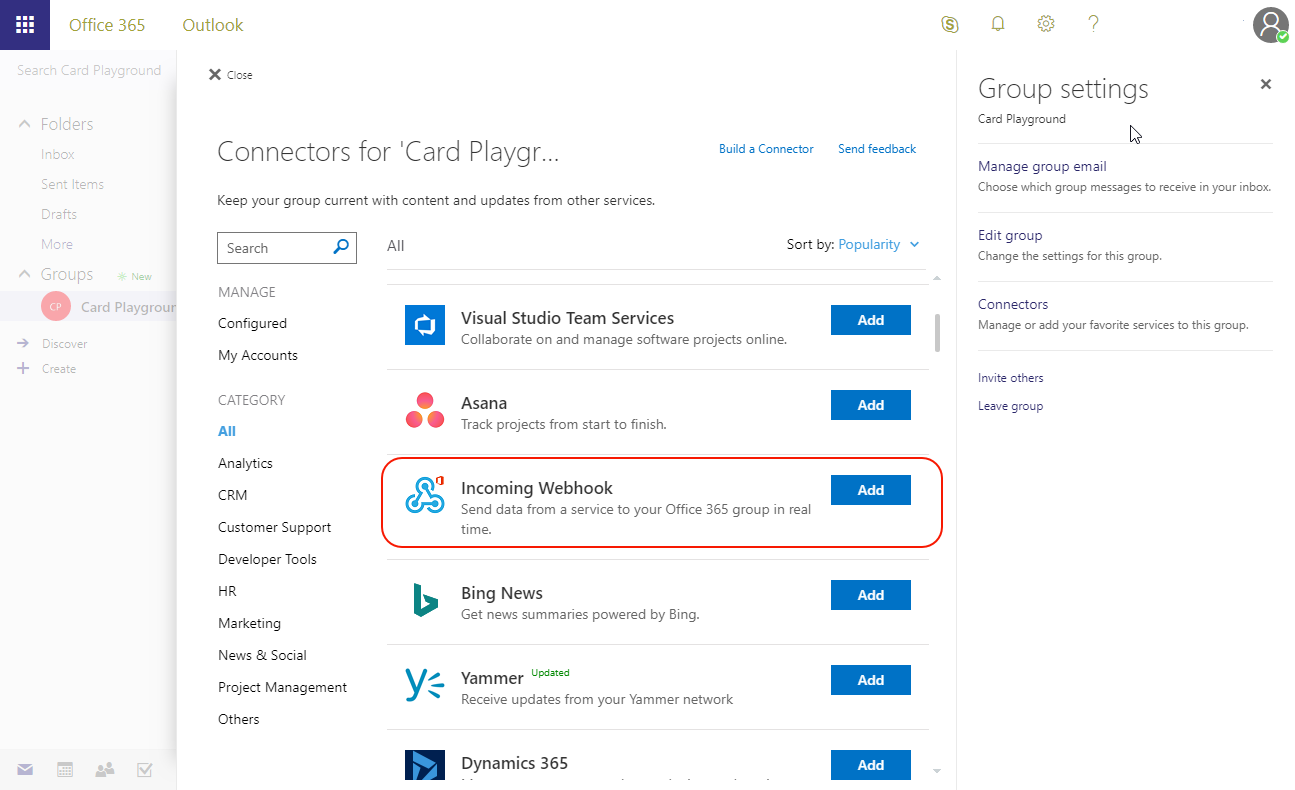 Office 365
Outlook
Search Card Playground
Folders
Inbox
Sent Items
Drafts
More
Groups
New
CP
Card Playgroun
Discover
Create
Close
Connectors for 'Card Playgr...
Build a Connector
Send feedback
Keep your group current with content and updates from other services.
Search
MANAGE
Configured
My Accounts
CATEGORY
All
Analytics
CRM
Customer Support
Developer Tools
HR
Marketing
News & Social
Project Management
Others
All
Sort by: Popularity
Visual Studio Team Services
Collaborate on and manage software projects online.
Add
Asana
Track projects from start to finish.
Add
Incoming Webhook
Send data from a service to your Office 365 group in real
time.
Add
Bing News
Get news summaries powered by Bing.
Add
Yammer Updated
Receive updates from your Yammer network
Add
Dynamics 365
Add
Group settings
Card Playground
Manage group email
Choose which group messages to receive in your inbox.
Edit group
Change the settings for this group.
Connectors
Manage or add your favorite services to this group.
Invite others
Leave group